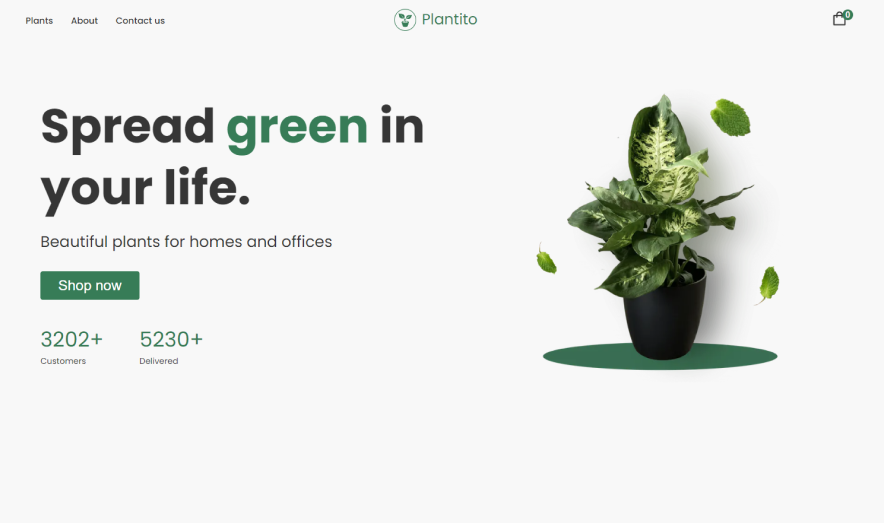 Plants About Contact us
Plantito
0
Spread green in
your life.
Beautiful plants for homes and offices
Shop now
3202+ 5230+
Customers Delivered